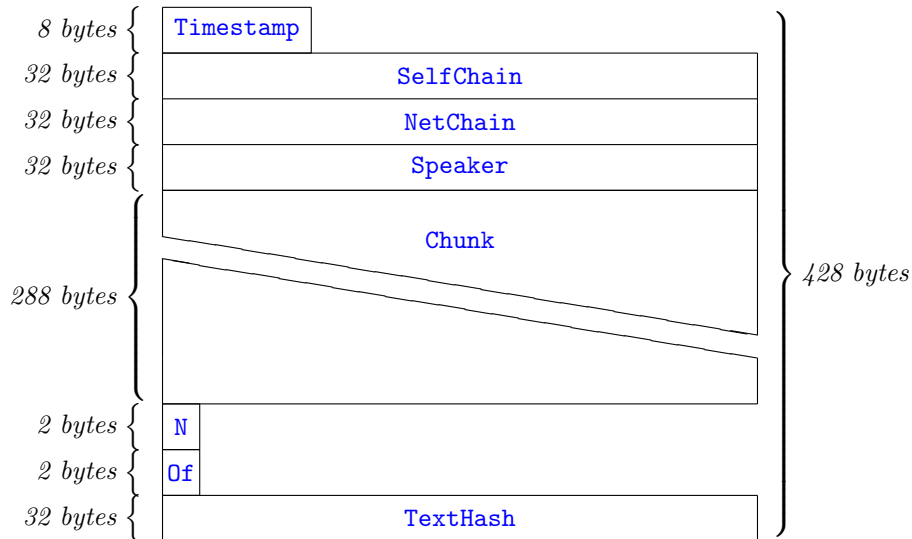 8 bytes Timestamp
32 bytes SelfChain
32 bytes NetChain
32 bytes Speaker
Chunk
288 bytes
428 bytes
2 bytes N
2 bytes Of
32 bytes TextHash